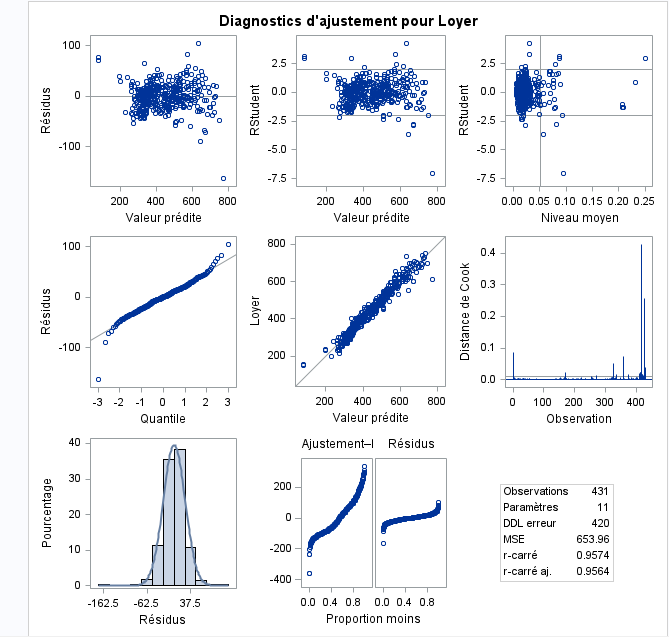 Diagnostics d'ajustement pour Loyer
100
0
-100
Résidus
200 400 600 800
Valeur prédite
2.5
0.0
-2.5
-5.0
-7.5
RStudent
200 400 600 800
Valeur prédite
2.5
0.0
-2.5
-5.0
-7.5
RStudent
0.00 0.05 0.10 0.15 0.20 0.25
Niveau moyen
100
0
-100
Résidus
-3 -2 -1 0 1 2 3
Quantile
800
600
400
200
Loyer
200 400 600 800
Valeur prédite
0.4
0.3
0.2
0.1
0.0
Distance de Cook
0 100 200 300 400
Observation
40
30
20
10
0
Pourcentage
-162.5 -62.5 37.5
Résidus
Ajustement–I Résidus
200
0
-200
-400
0.0 0.4 0.8 0.0 0.4 0.8
Proportion moins
Observations 431
Paramètres 11
DDL erreur 420
MSE 653.96
r-carré 0.9574
r-carré aj. 0.9564